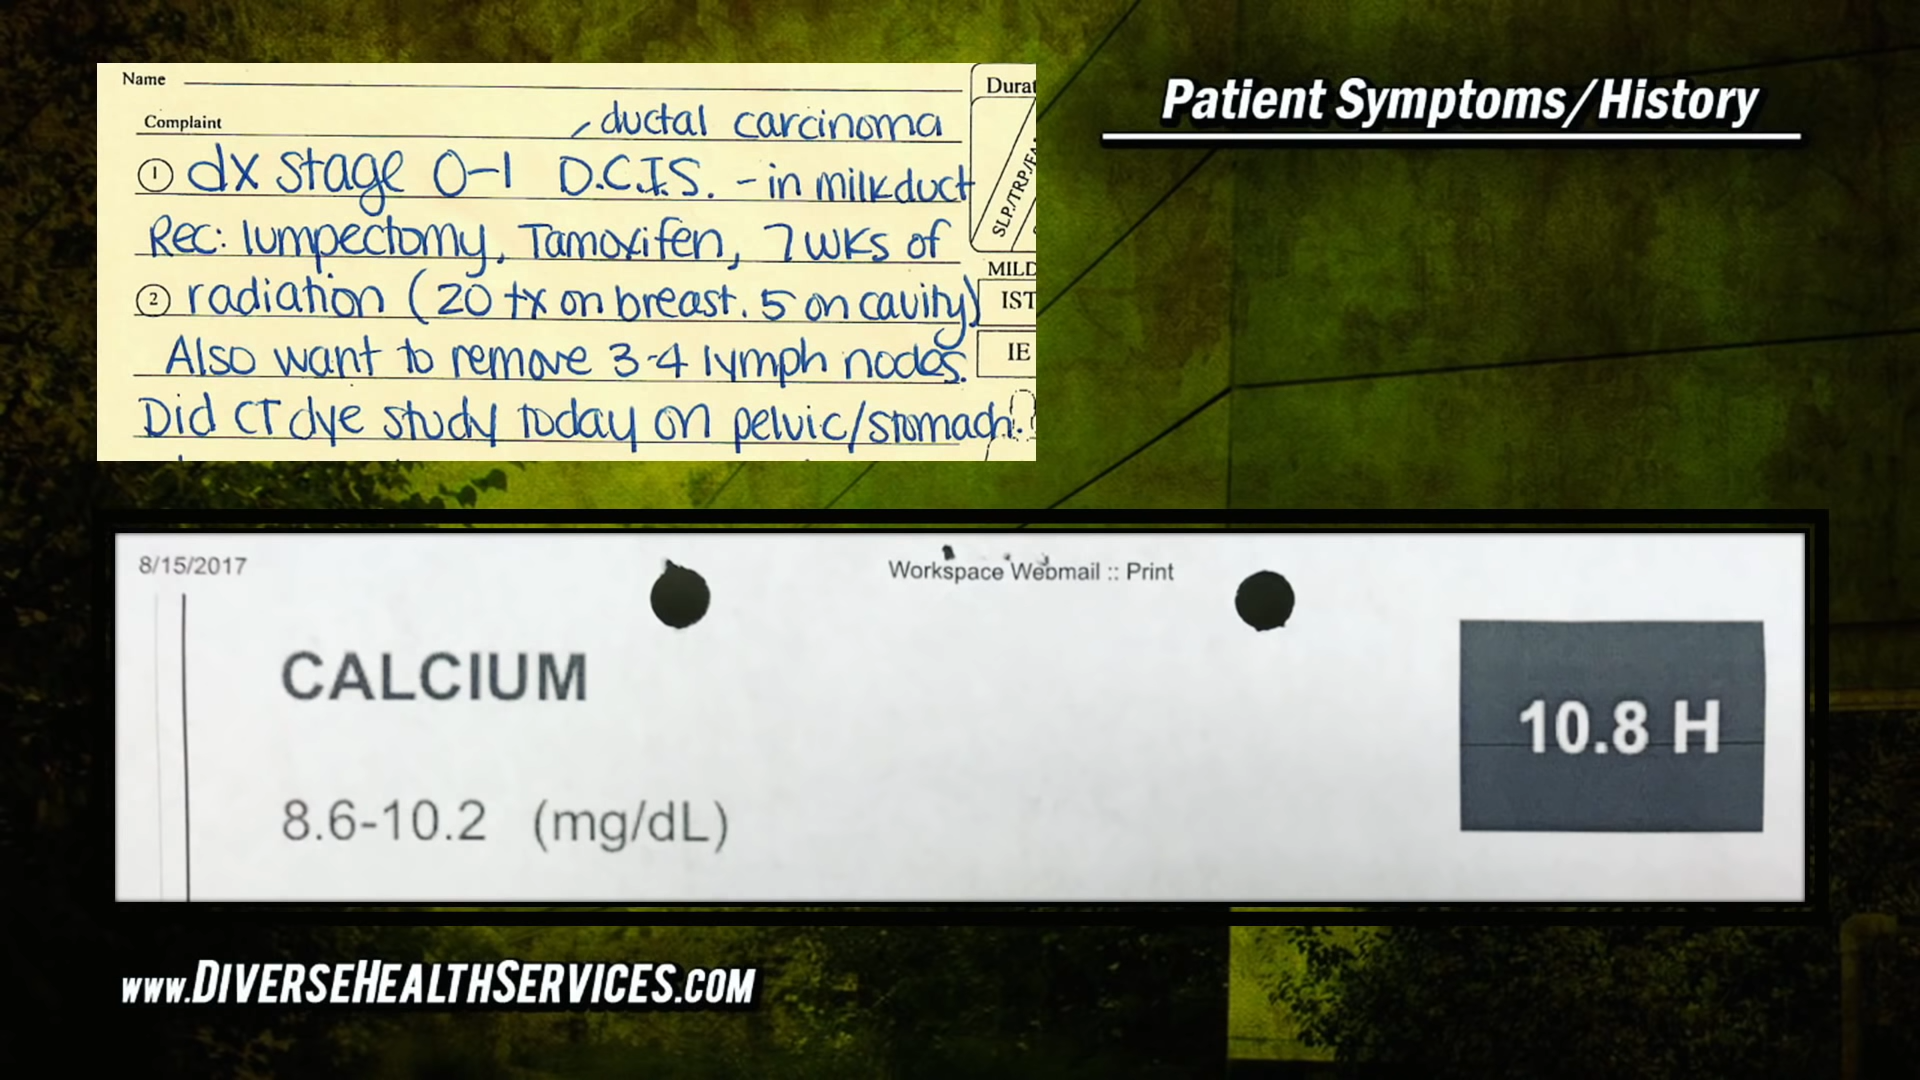 Patient Symptoms/History
Name
Durat
Complaint
ductal carcinoma
① dx stage 0-1 D.C.I.S. - in milkduct
SLP./TRP./FA
Rec: lumpectomy, Tamoxifen, 7 wks of
MILD
② radiation (20 tx on breast. 5 on cavity)
IST
Also want to remove 3-4 lymph nodes.
IE
Did CT dye study today on pelvic/stomach.
8/15/2017
Workspace Webmail :: Print
CALCIUM
10.8 H
8.6-10.2 (mg/dL)
www.DiverseHealthServices.com